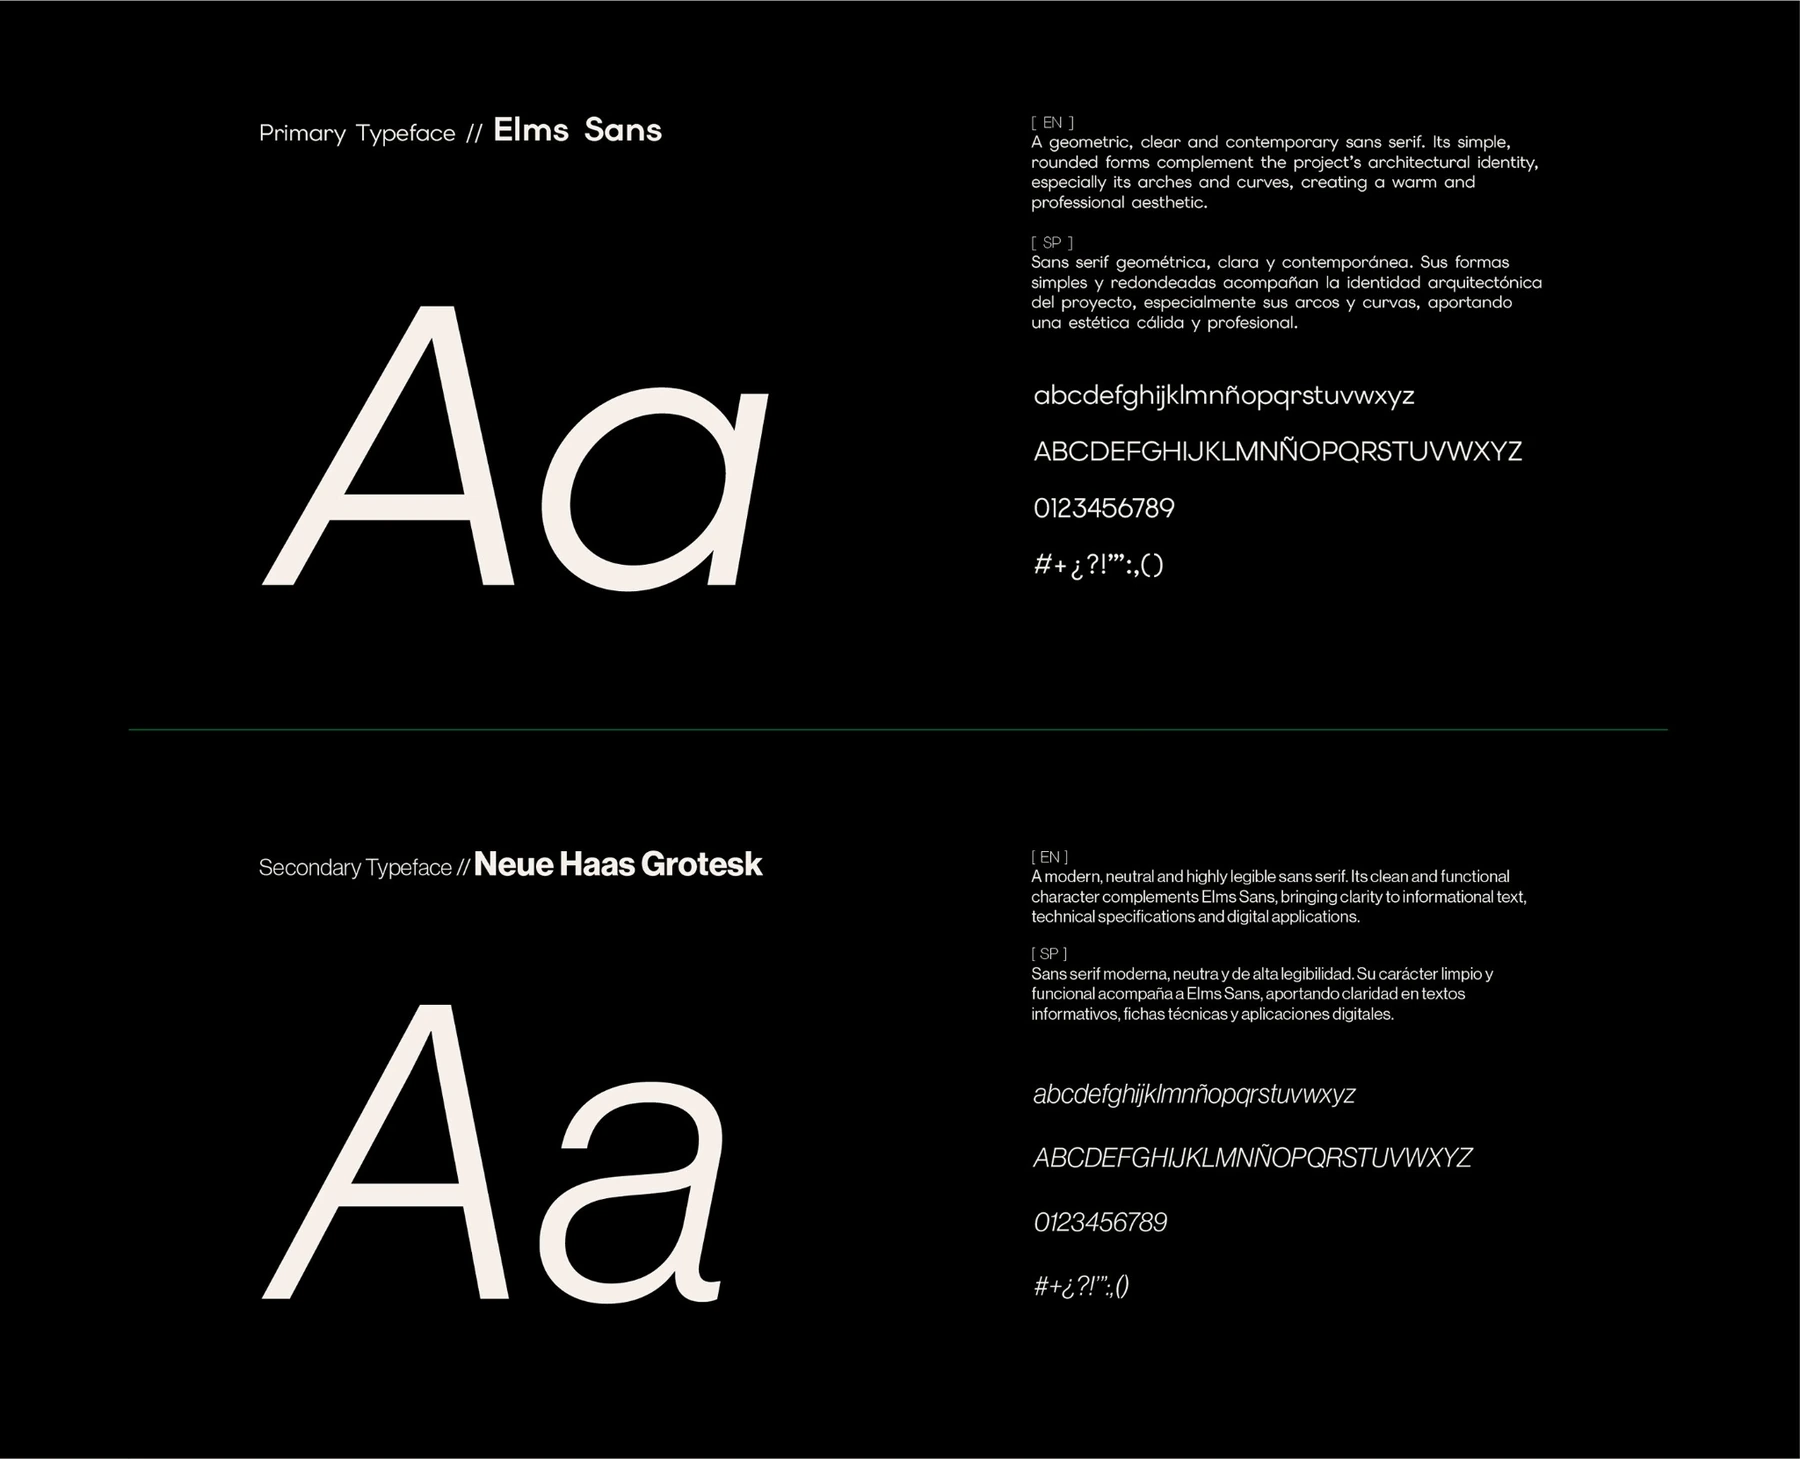 Primary Typeface // Elms Sans
Aa
[ EN ]
A geometric, clear and contemporary sans serif. Its simple,
rounded forms complement the project’s architectural identity,
especially its arches and curves, creating a warm and
professional aesthetic.
[ SP ]
Sans serif geométrica, clara y contemporánea. Sus formas
simples y redondeadas acompañan la identidad arquitectónica
del proyecto, especialmente sus arcos y curvas, aportando
una estética cálida y profesional.
abcdefghijklmnñopqrstuvwxyz
ABCDEFGHIJKLMNÑOPQRSTUVWXYZ
0123456789
#+¿?!’”:,()
Secondary Typeface // Neue Haas Grotesk
Aa
[ EN ]
A modern, neutral and highly legible sans serif. Its clean and functional
character complements Elms Sans, bringing clarity to informational text,
technical specifications and digital applications.
[ SP ]
Sans serif moderna, neutra y de alta legibilidad. Su carácter limpio y
funcional acompaña a Elms Sans, aportando claridad en textos
informativos, fichas técnicas y aplicaciones digitales.
abcdefghijklmnñopqrstuvwxyz
ABCDEFGHIJKLMNÑOPQRSTUVWXYZ
0123456789
#+¿?!’”:,()